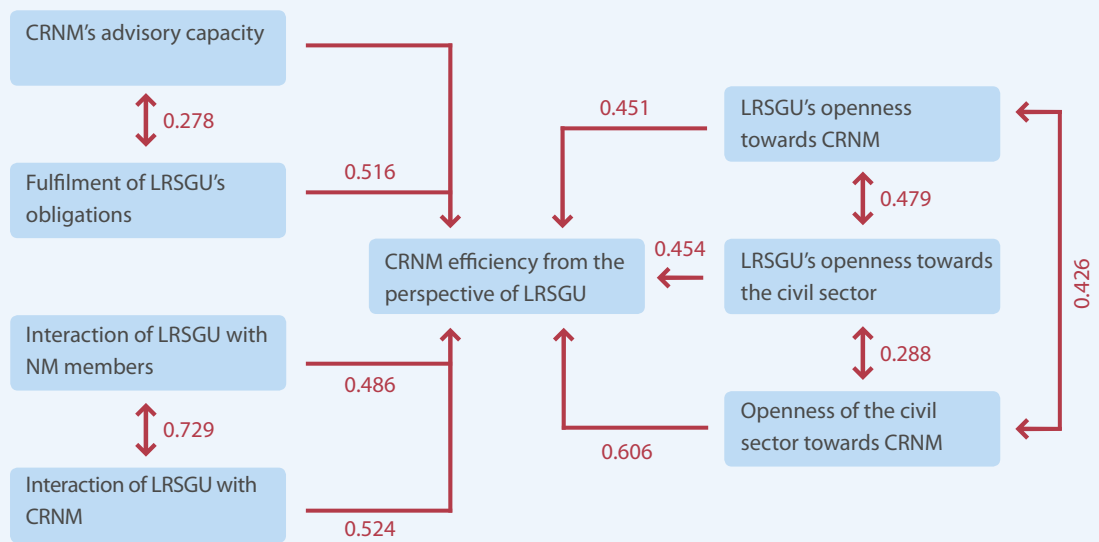 CRNM’s advisory capacity
0.278
Fulfilment of LRSGU’s
obligations
0.516
Interaction of LRSGU with
NM members
0.486
0.729
Interaction of LRSGU with
CRNM
0.524
CRNM efficiency from the
perspective of LRSGU
0.451
LRSGU’s openness
towards CRNM
0.479
0.454
LRSGU’s openness towards
the civil sector
0.288
0.606
Openness of the civil
sector towards CRNM
0.426